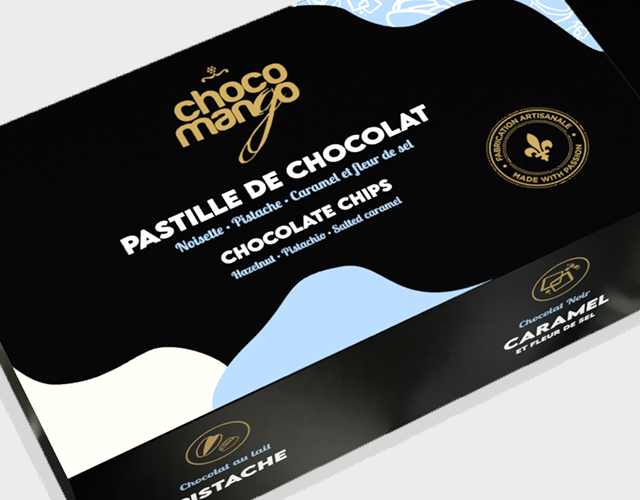 choco
mango
PASTILLE DE CHOCOLAT
Noisette • Pistache • Caramel et fleur de sel
CHOCOLATE CHIPS
Hazelnut • Pistachio • Salted caramel
FABRICATION ARTISANALE
• MADE WITH PASSION •
Chocolat Noir
CARAMEL
ET FLEUR DE SEL
Chocolat au lait
PISTACHE